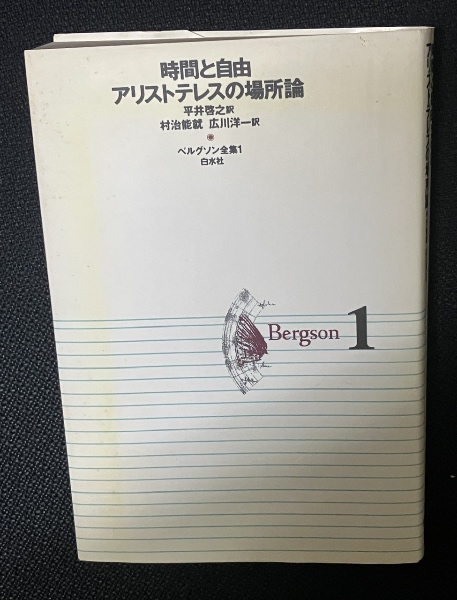 時間と自由
アリストテレスの場所論
平井啓之訳
村治能就 広川洋一訳
ベルグソン全集1
白水社
Bergson 1